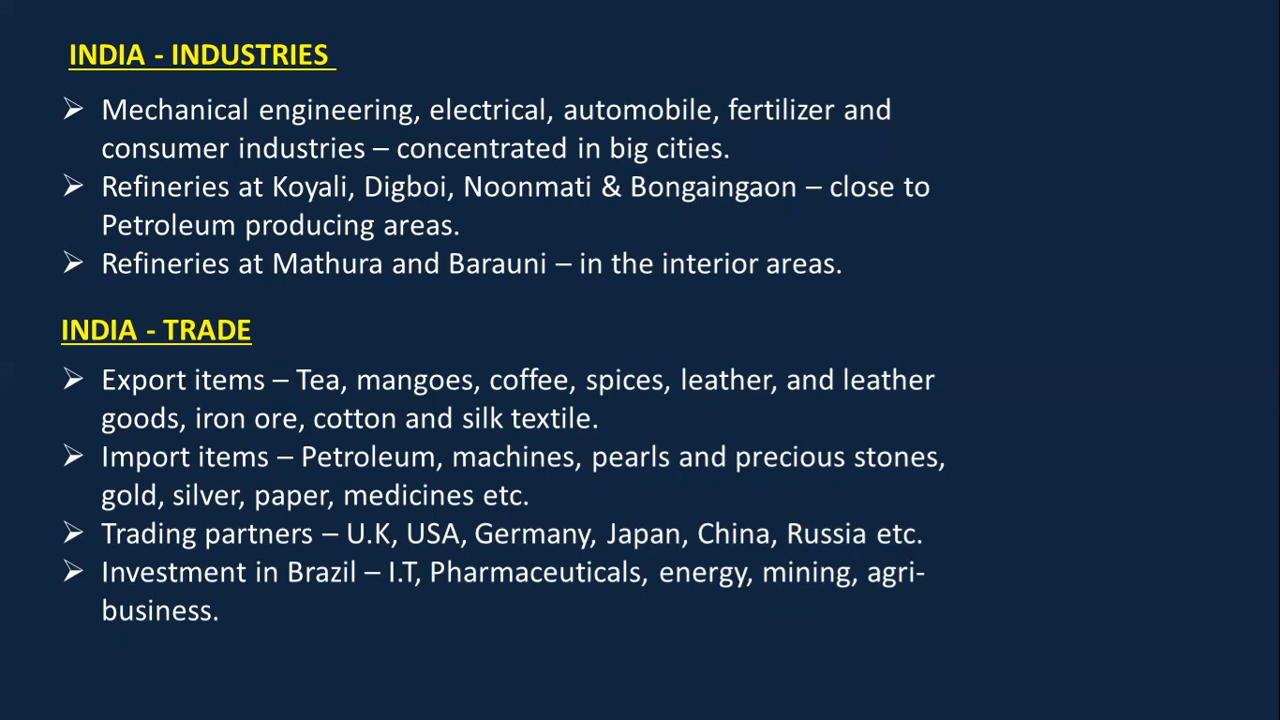 INDIA - INDUSTRIES
➢ Mechanical engineering, electrical, automobile, fertilizer and
consumer industries – concentrated in big cities.
➢ Refineries at Koyali, Digboi, Noonmati & Bongaingaon – close to
Petroleum producing areas.
➢ Refineries at Mathura and Barauni – in the interior areas.
INDIA - TRADE
➢ Export items – Tea, mangoes, coffee, spices, leather, and leather
goods, iron ore, cotton and silk textile.
➢ Import items – Petroleum, machines, pearls and precious stones,
gold, silver, paper, medicines etc.
➢ Trading partners – U.K, USA, Germany, Japan, China, Russia etc.
➢ Investment in Brazil – I.T, Pharmaceuticals, energy, mining, agri-
business.